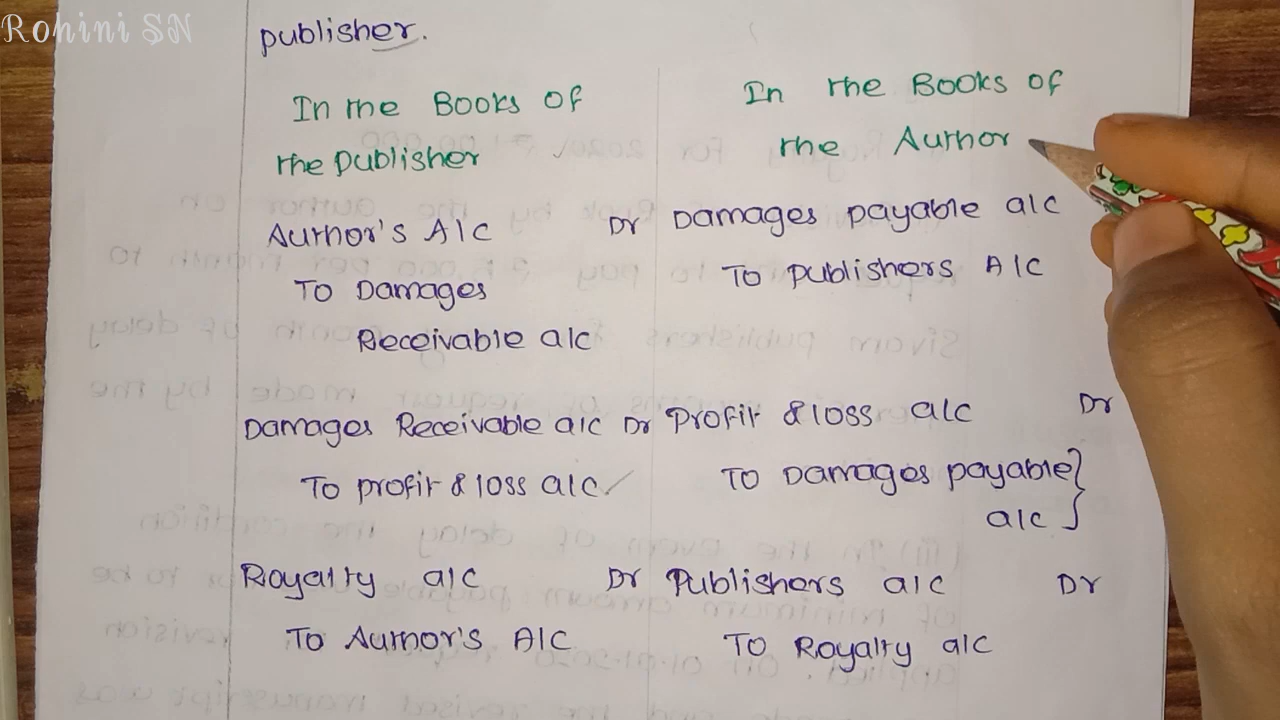 Rohini SN
publisher.
In the Books of
the Publisher
Author's A/c Dr
To Damages
Receivable a/c
Damages Receivable a/c Dr
To profit & loss a/c
Royalty a/c Dr
To Author's A/c
In the Books of
the Author
Damages payable a/c
To publishers A/c
Profit & loss a/c Dr
To Damages payable
a/c
Publishers a/c Dr
To Royalty a/c